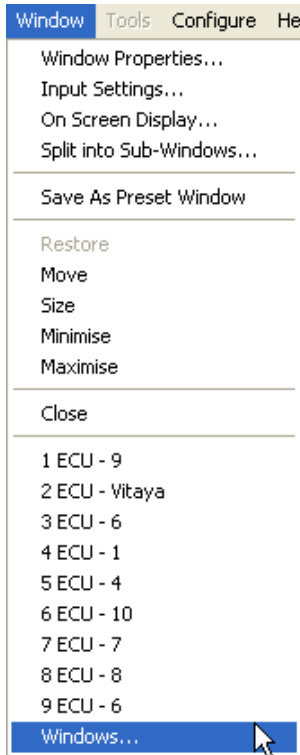 Window Tools Configure He
Window Properties...
Input Settings...
On Screen Display...
Split into Sub-Windows...
Save As Preset Window
Restore
Move
Size
Minimise
Maximise
Close
1 ECU - 9
2 ECU - Vitaya
3 ECU - 6
4 ECU - 1
5 ECU - 4
6 ECU - 10
7 ECU - 7
8 ECU - 8
9 ECU - 6
Windows...